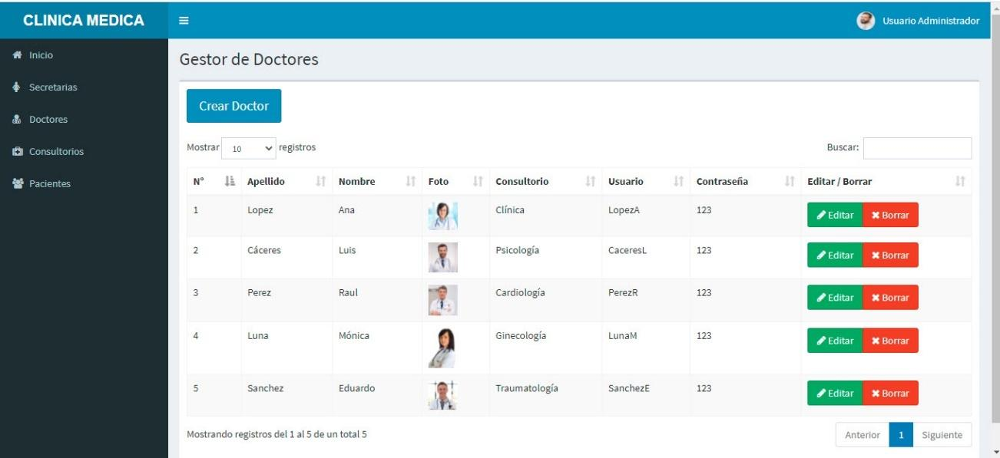 CLINICA MEDICA
Usuario Administrador
Inicio
Secretarias
Doctores
Consultorios
Pacientes
Gestor de Doctores
Crear Doctor
Mostrar 10 registros
Buscar:
N° Apellido Nombre Foto Consultorio Usuario Contraseña Editar / Borrar
1 Lopez Ana Clínica LopezA 123 Editar Borrar
2 Cáceres Luis Psicología CaceresL 123 Editar Borrar
3 Perez Raul Cardiología PerezR 123 Editar Borrar
4 Luna Mónica Ginecología LunaM 123 Editar Borrar
5 Sanchez Eduardo Traumatología SanchezE 123 Editar Borrar
Mostrando registros del 1 al 5 de un total 5
Anterior 1 Siguiente